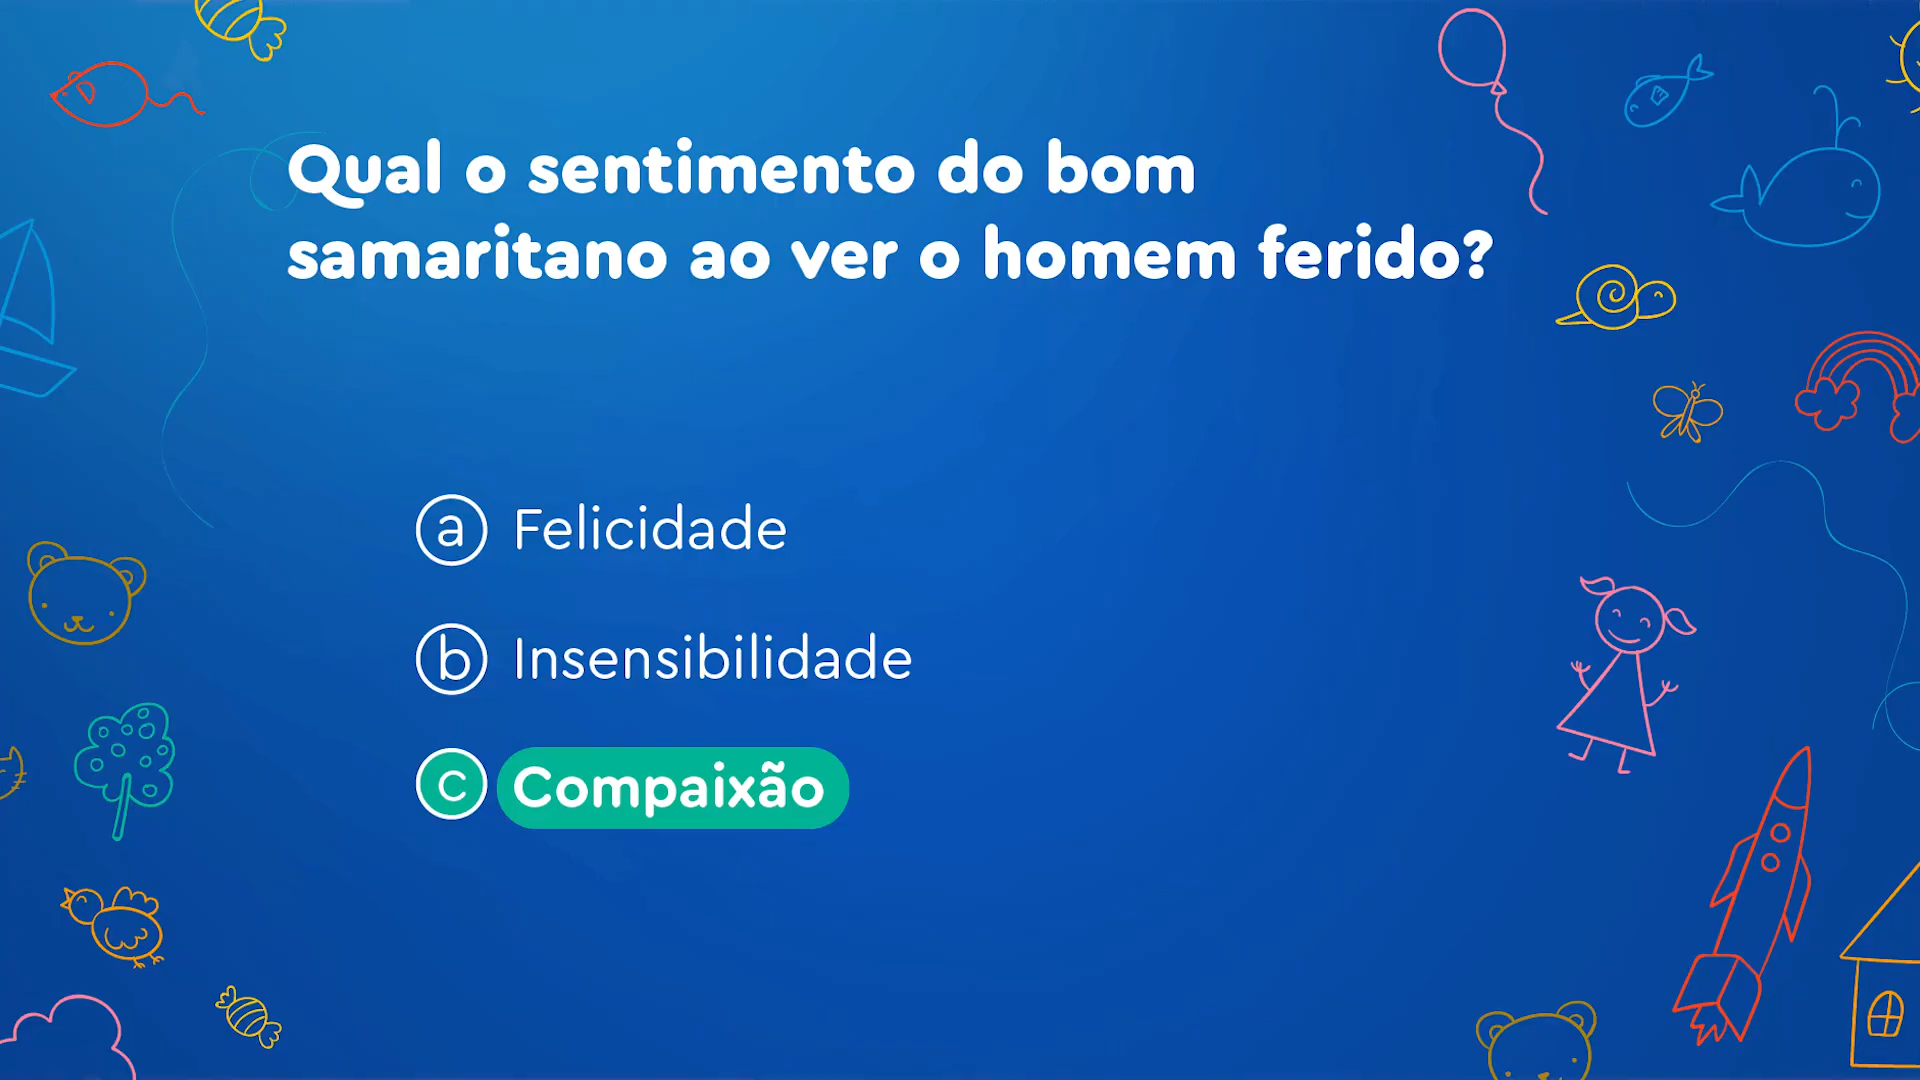 Qual o sentimento do bom
samaritano ao ver o homem ferido?
a Felicidade
b Insensibilidade
c Compaixão